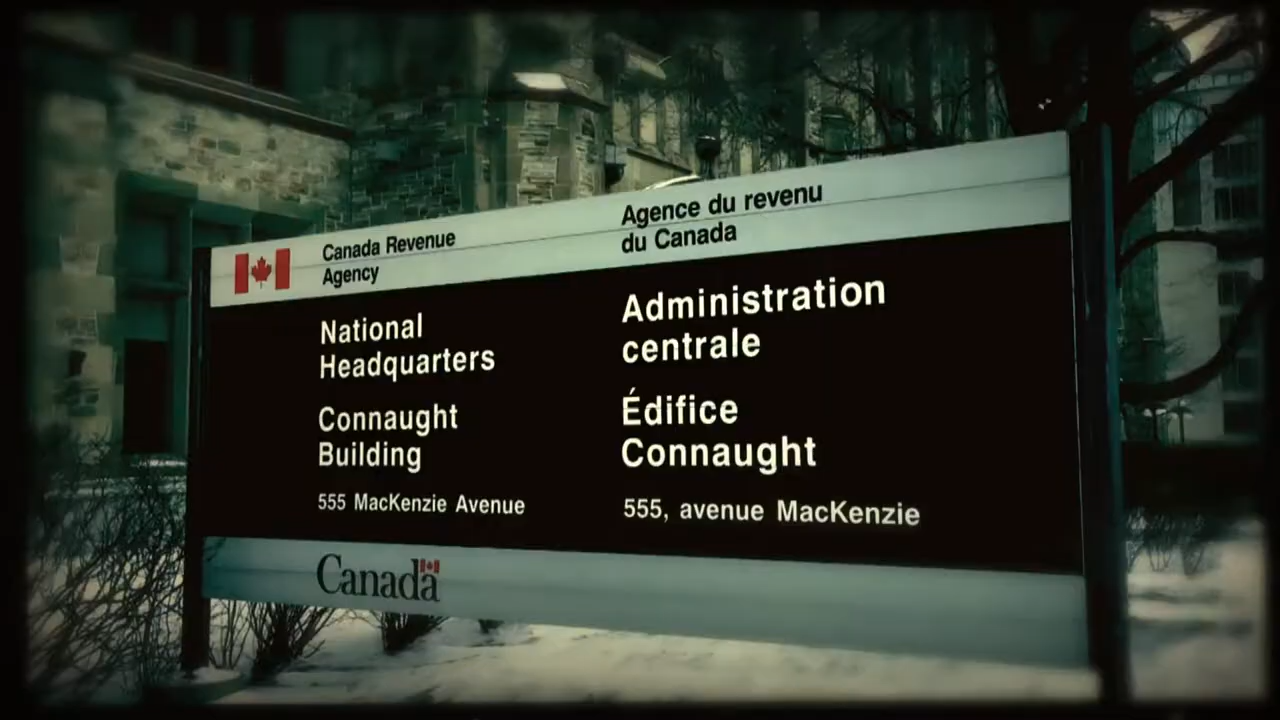 Canada Revenue
Agency
Agence du revenu
du Canada
National
Headquarters
Connaught
Building
555 MacKenzie Avenue
Administration
centrale
Édifice
Connaught
555, avenue MacKenzie
Canada